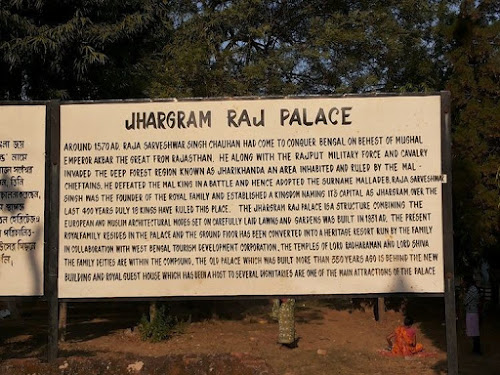 JHARGRAM RAJ PALACE
AROUND 1570 AD, RAJA SARVESHWAR SINGH CHAUHAN HAD COME TO CONQUER BENGAL ON BEHEST OF MUGHAL
EMPEROR AKBAR THE GREAT FROM RAJASTHAN. HE ALONG WITH THE RAJPUT MILITARY FORCE AND CAVALRY
INVADED THE DEEP FOREST REGION KNOWN AS JHARIKHANDA AN AREA INHABITED AND RULED BY THE MAL-
CHIEFTAINS. HE DEFEATED THE MAL KING IN A BATTLE AND HENCE ADOPTED THE SURNAME MALLADEB. RAJA SARVESHWAR
SINGH WAS THE FOUNDER OF THE ROYAL FAMILY AND ESTABLISHED A KINGDOM NAMING ITS CAPITAL AS JHARGRAM. OVER THE
LAST 400 YEARS ONLY 18 KINGS HAVE RULED THIS PLACE. THE JHARGRAM RAJ PALACE IS A STRUCTURE COMBINING THE
EUROPEAN AND MUSLIM ARCHITECTURAL MODES SET ON CAREFULLY LAID LAWNS AND GARDENS WAS BUILT IN 1931 AD. THE PRESENT
ROYAL FAMILY RESIDES IN THE PALACE AND THE GROUND FLOOR HAS BEEN CONVERTED INTO A HERITAGE RESORT RUN BY THE FAMILY
IN COLLABORATION WITH WEST BENGAL TOURISM DEVELOPMENT CORPORATION. THE TEMPLES OF LORD RADHARAMAN AND LORD SHIVA
THE FAMILY DEITIES ARE WITHIN THE COMPOUND. THE OLD PALACE WHICH WAS BUILT MORE THAN 350 YEARS AGO IS BEHIND THE NEW
BUILDING AND ROYAL GUEST HOUSE WHICH HAS BEEN A HOST TO SEVERAL DIGNITARIES ARE ONE OF THE MAIN ATTRACTIONS OF THE PALACE